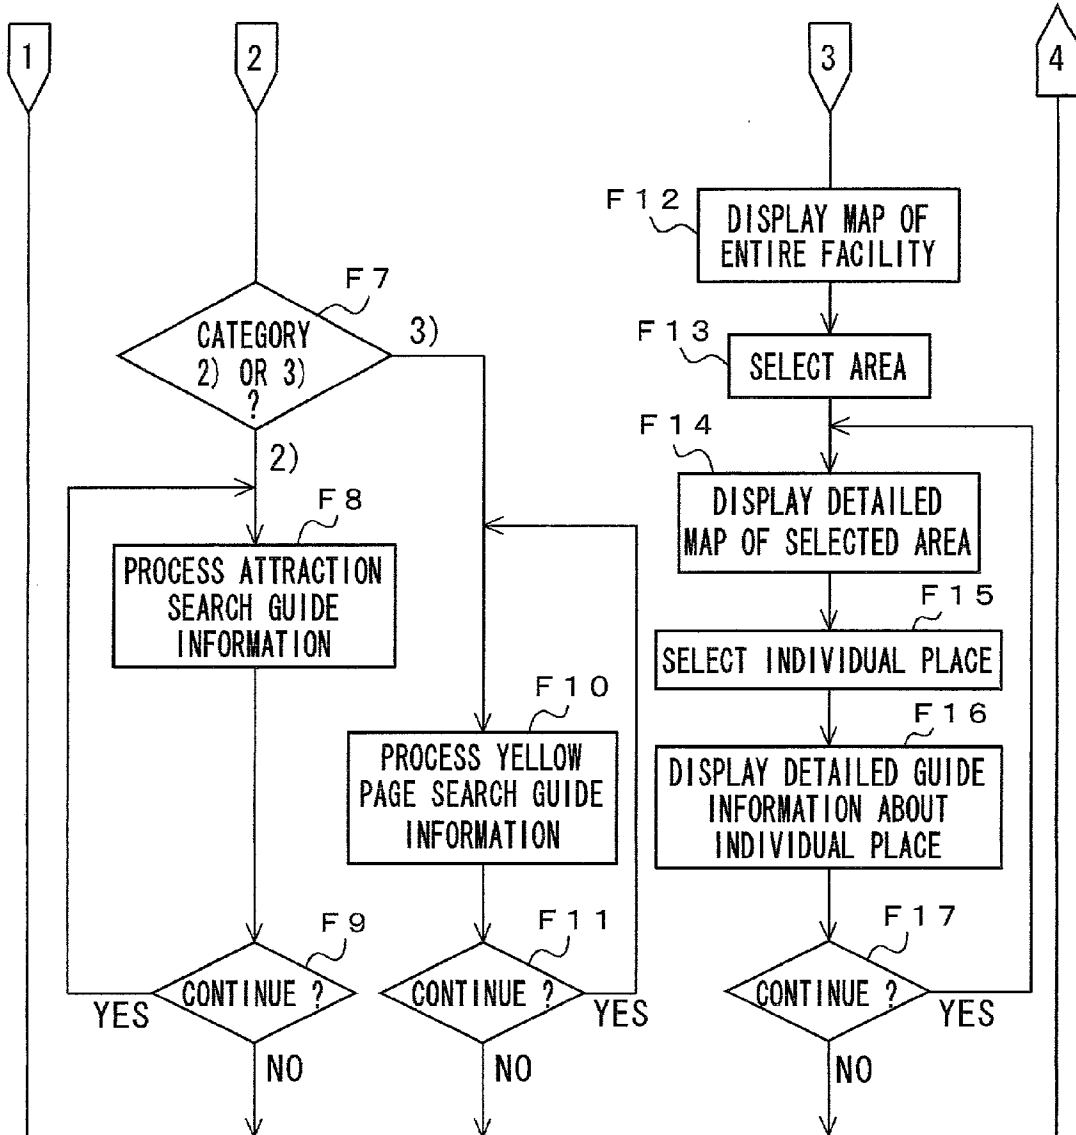 1
2
3
4
F7
CATEGORY
2) OR 3)
?
3)
2)
F8
PROCESS ATTRACTION
SEARCH GUIDE
INFORMATION
F9
CONTINUE ?
YES
NO
F10
PROCESS YELLOW
PAGE SEARCH GUIDE
INFORMATION
F11
CONTINUE ?
YES
NO
F12
DISPLAY MAP OF
ENTIRE FACILITY
F13
SELECT AREA
F14
DISPLAY DETAILED
MAP OF SELECTED AREA
F15
SELECT INDIVIDUAL PLACE
F16
DISPLAY DETAILED GUIDE
INFORMATION ABOUT
INDIVIDUAL PLACE
F17
CONTINUE ?
YES
NO